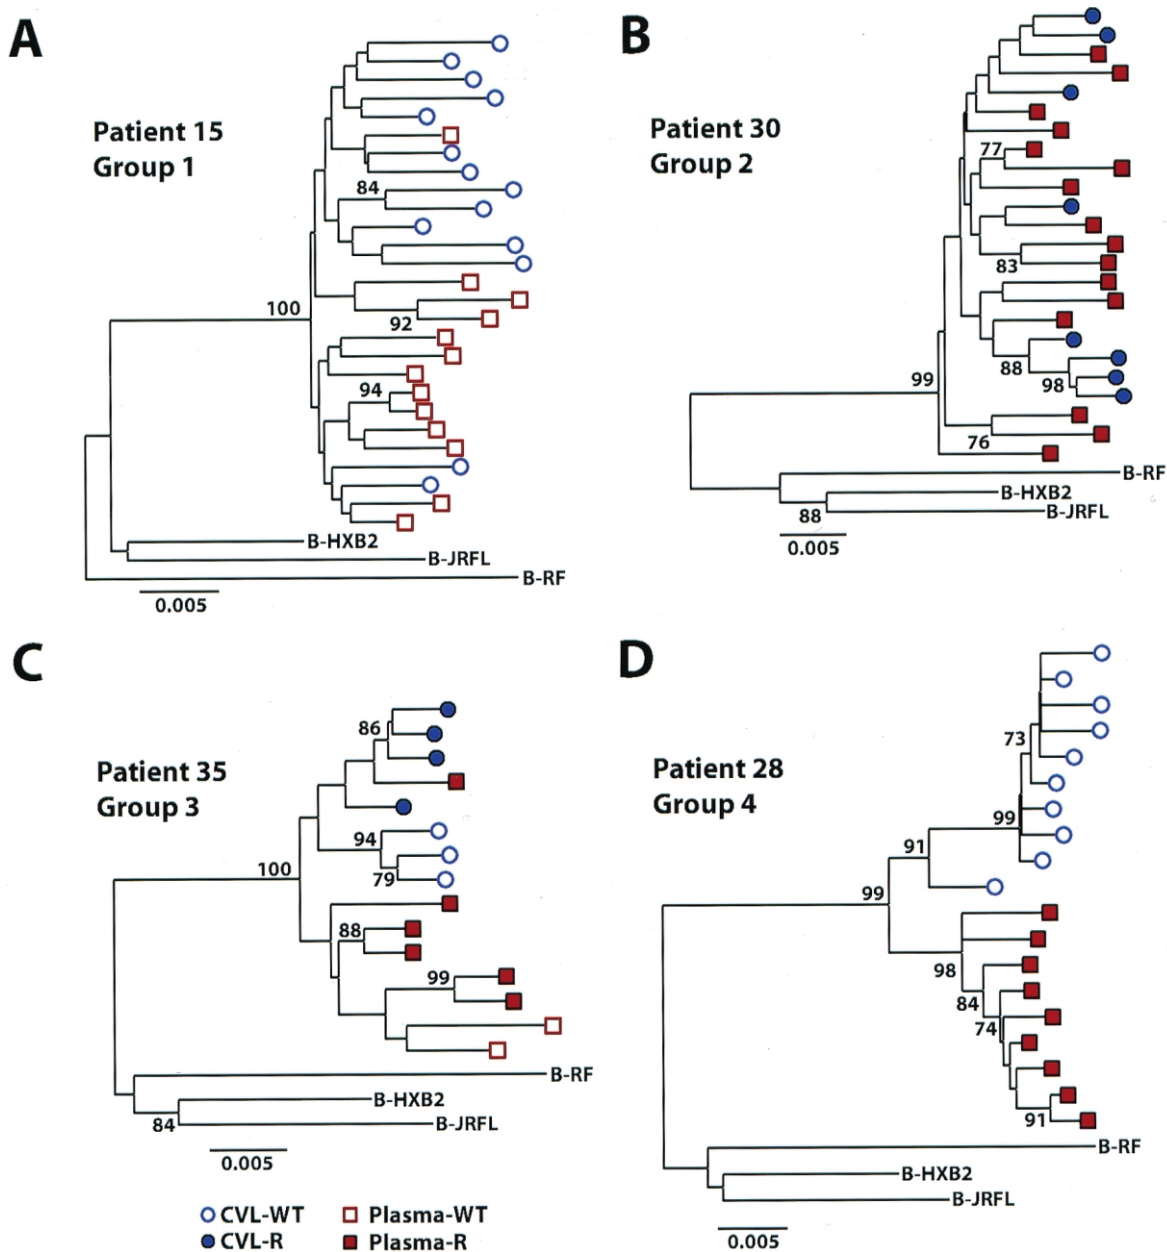 A
Patient 15
Group 1
84
100
92
94
B-HXB2
B-JRFL
B-RF
0.005
B
Patient 30
Group 2
77
83
88
98
99
76
B-RF
B-HXB2
B-JRFL
88
0.005
C
Patient 35
Group 3
86
94
79
100
88
99
B-RF
B-HXB2
B-JRFL
84
0.005
D
Patient 28
Group 4
73
99
91
99
98
84
74
91
B-RF
B-HXB2
B-JRFL
0.005
CVL-WT
Plasma-WT
CVL-R
Plasma-R